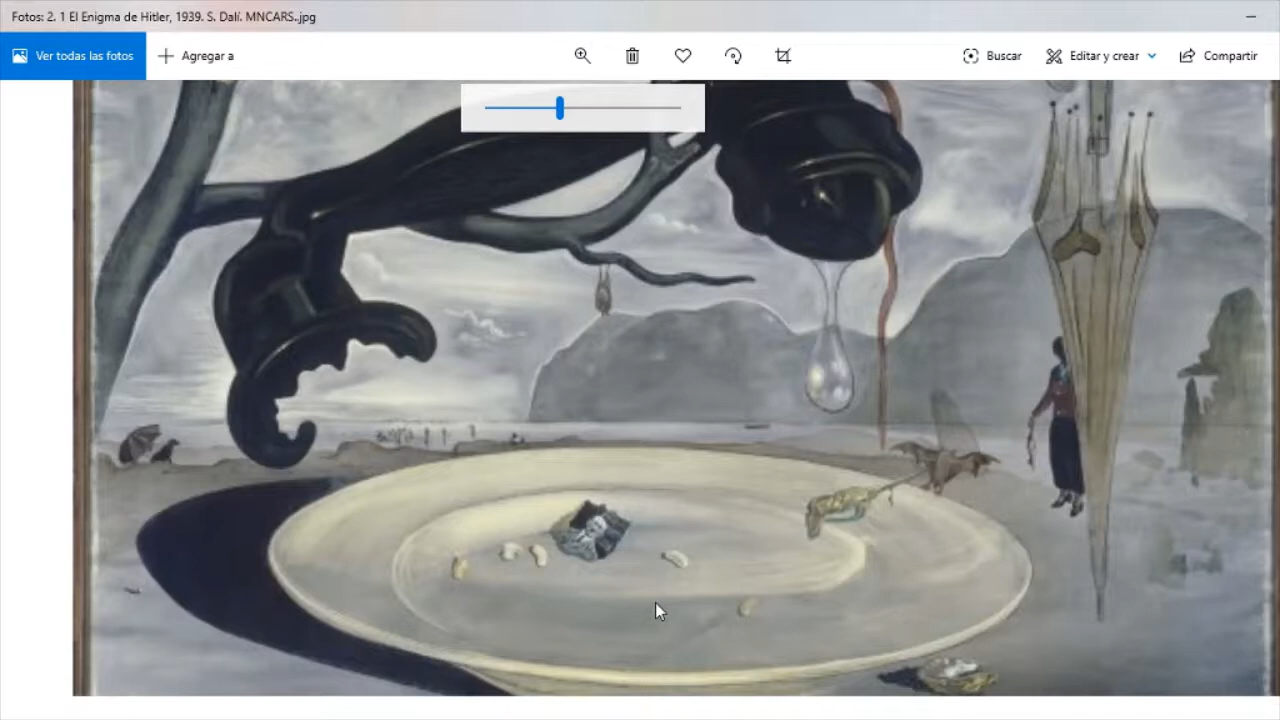 Fotos: 2. 1 El Enigma de Hitler, 1939. S. Dalí. MNCARS..jpg
Ver todas las fotos
Agregar a
Buscar
Editar y crear
Compartir